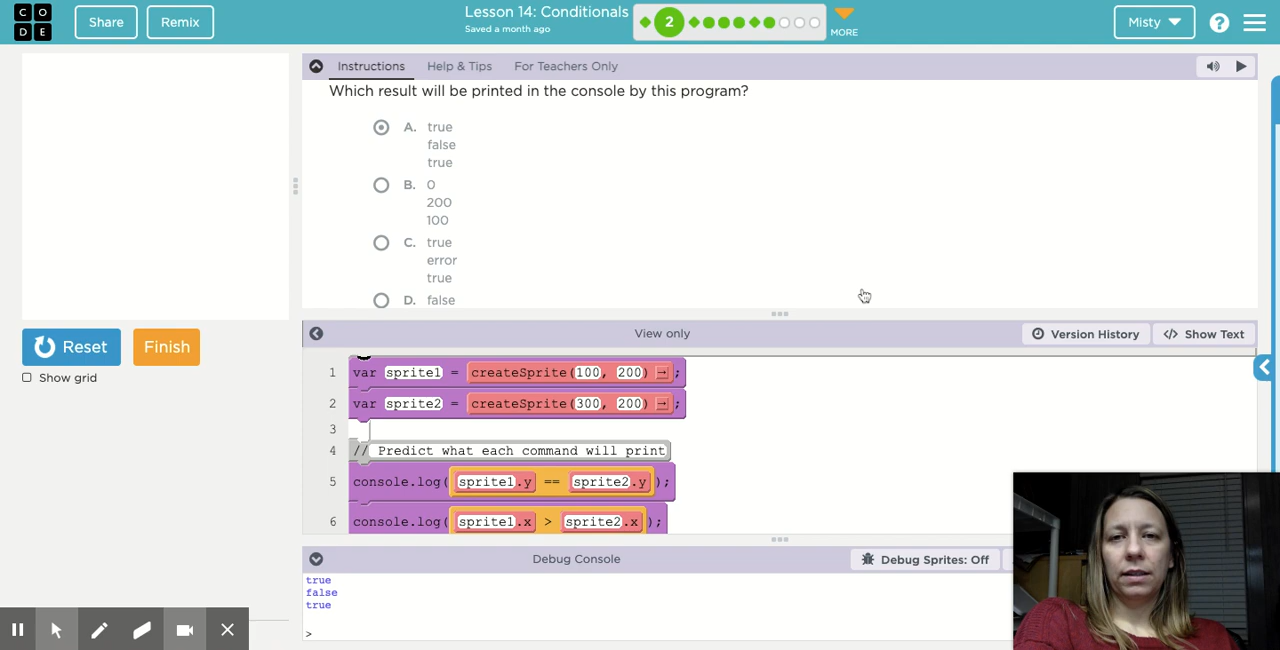 CO
DE
Share
Remix
Lesson 14: Conditionals
Saved a month ago
2
MORE
Misty
?
Instructions
Help & Tips
For Teachers Only
Which result will be printed in the console by this program?
A. true
false
true
B. 0
200
100
C. true
error
true
D. false
Reset
Finish
Show grid
View only
Version History
</> Show Text
1 var sprite1 = createSprite(100, 200) → ;
2 var sprite2 = createSprite(300, 200) → ;
3
4 // Predict what each command will print
5 console.log( sprite1.y == sprite2.y );
6 console.log( sprite1.x > sprite2.x );
Debug Console
Debug Sprites: Off
true
false
true
>